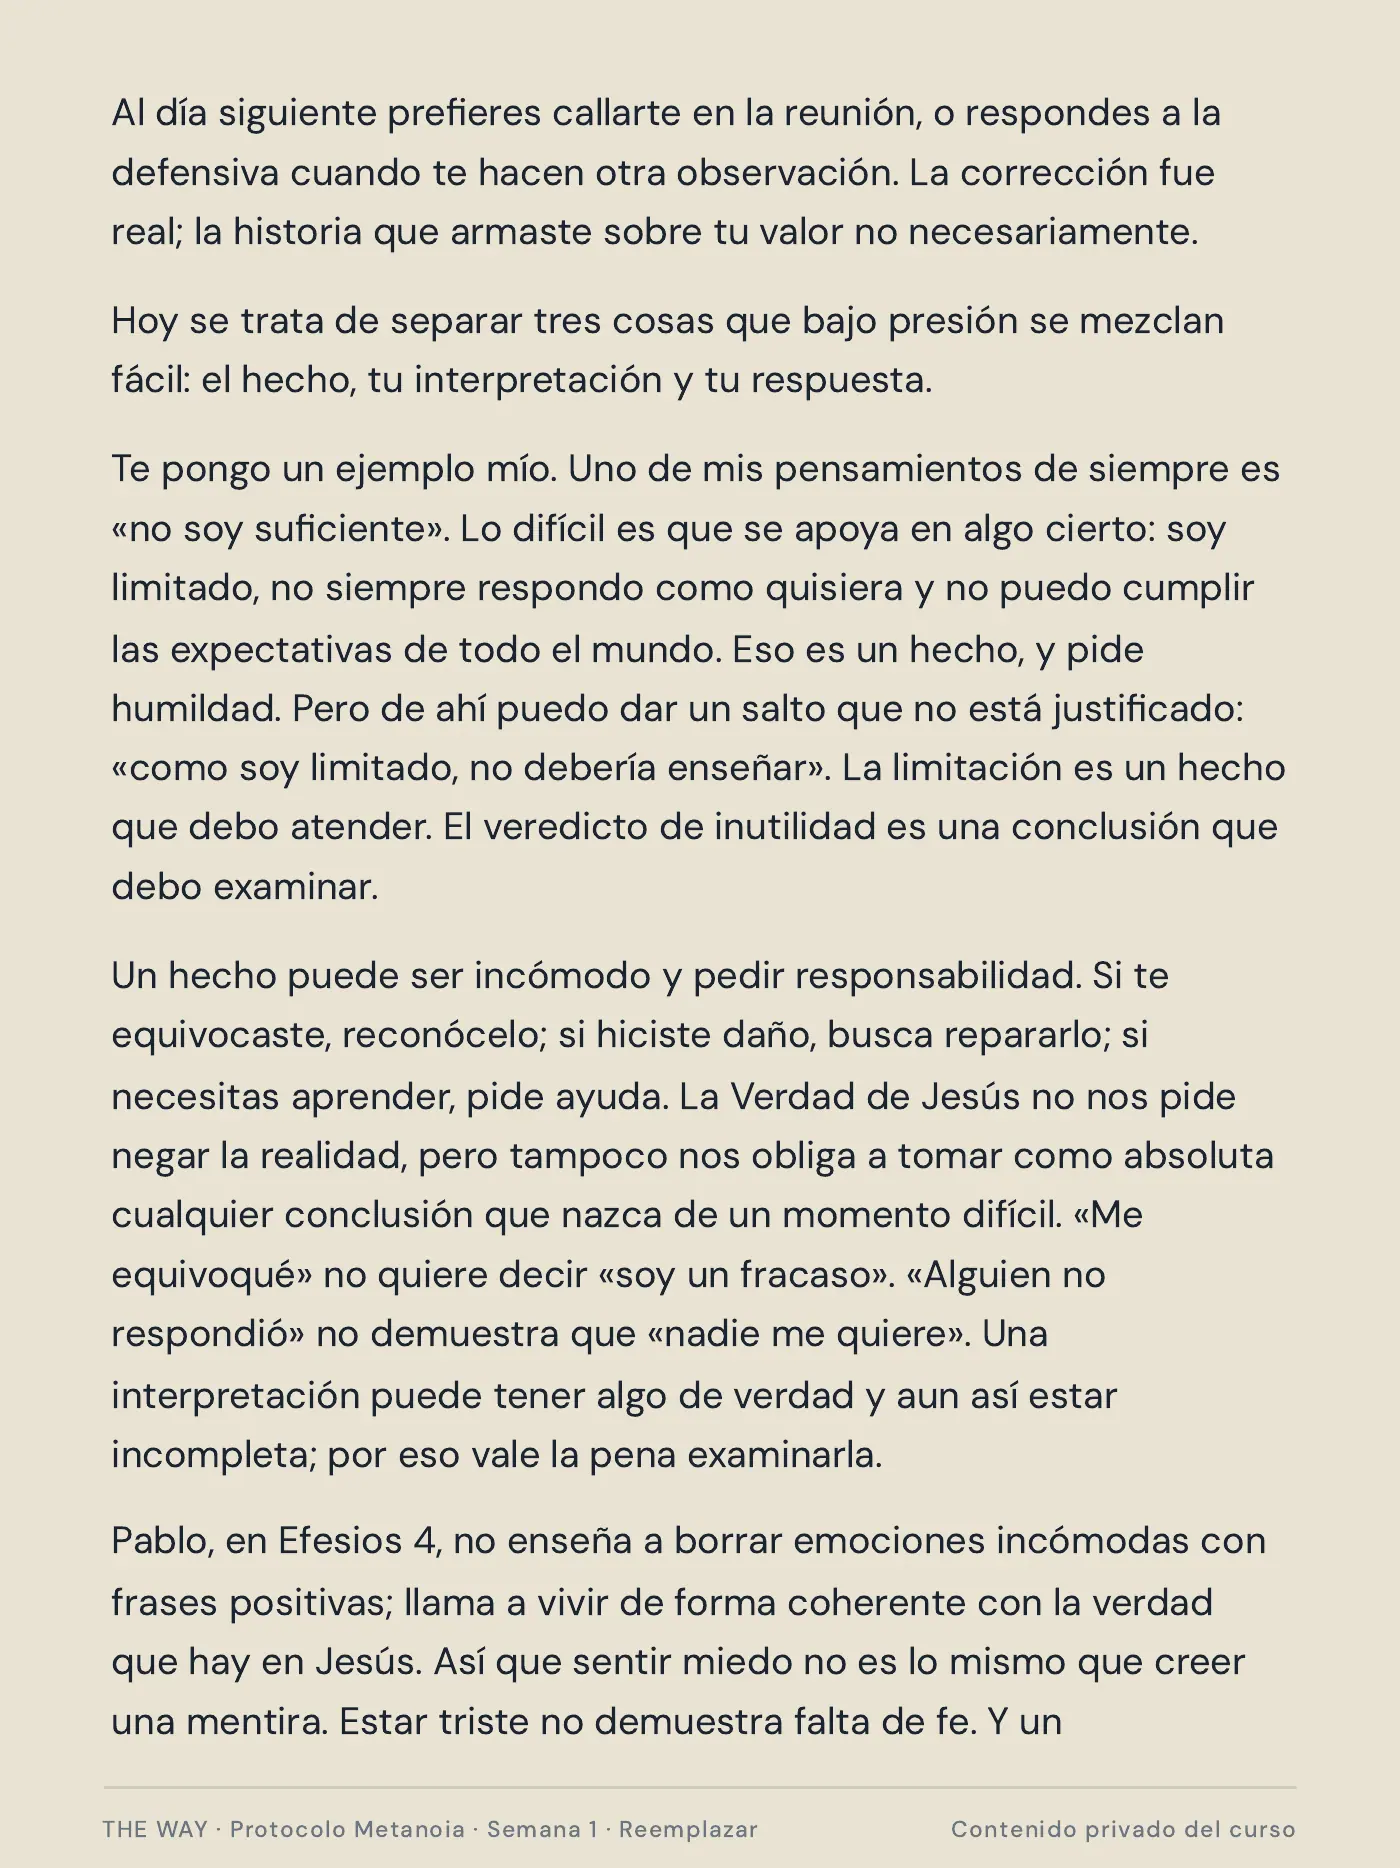 Al día siguiente prefieres callarte en la reunión, o respondes a la
defensiva cuando te hacen otra observación. La corrección fue
real; la historia que armaste sobre tu valor no necesariamente.
Hoy se trata de separar tres cosas que bajo presión se mezclan
fácil: el hecho, tu interpretación y tu respuesta.
Te pongo un ejemplo mío. Uno de mis pensamientos de siempre es
«no soy suficiente». Lo difícil es que se apoya en algo cierto: soy
limitado, no siempre respondo como quisiera y no puedo cumplir
las expectativas de todo el mundo. Eso es un hecho, y pide
humildad. Pero de ahí puedo dar un salto que no está justificado:
«como soy limitado, no debería enseñar». La limitación es un hecho
que debo atender. El veredicto de inutilidad es una conclusión que
debo examinar.
Un hecho puede ser incómodo y pedir responsabilidad. Si te
equivocaste, reconócelo; si hiciste daño, busca repararlo; si
necesitas aprender, pide ayuda. La Verdad de Jesús no nos pide
negar la realidad, pero tampoco nos obliga a tomar como absoluta
cualquier conclusión que nazca de un momento difícil. «Me
equivoqué» no quiere decir «soy un fracaso». «Alguien no
respondió» no demuestra que «nadie me quiere». Una
interpretación puede tener algo de verdad y aun así estar
incompleta; por eso vale la pena examinarla.
Pablo, en Efesios 4, no enseña a borrar emociones incómodas con
frases positivas; llama a vivir de forma coherente con la verdad
que hay en Jesús. Así que sentir miedo no es lo mismo que creer
una mentira. Estar triste no demuestra falta de fe. Y un
THE WAY · Protocolo Metanoia · Semana 1 · Reemplazar
Contenido privado del curso